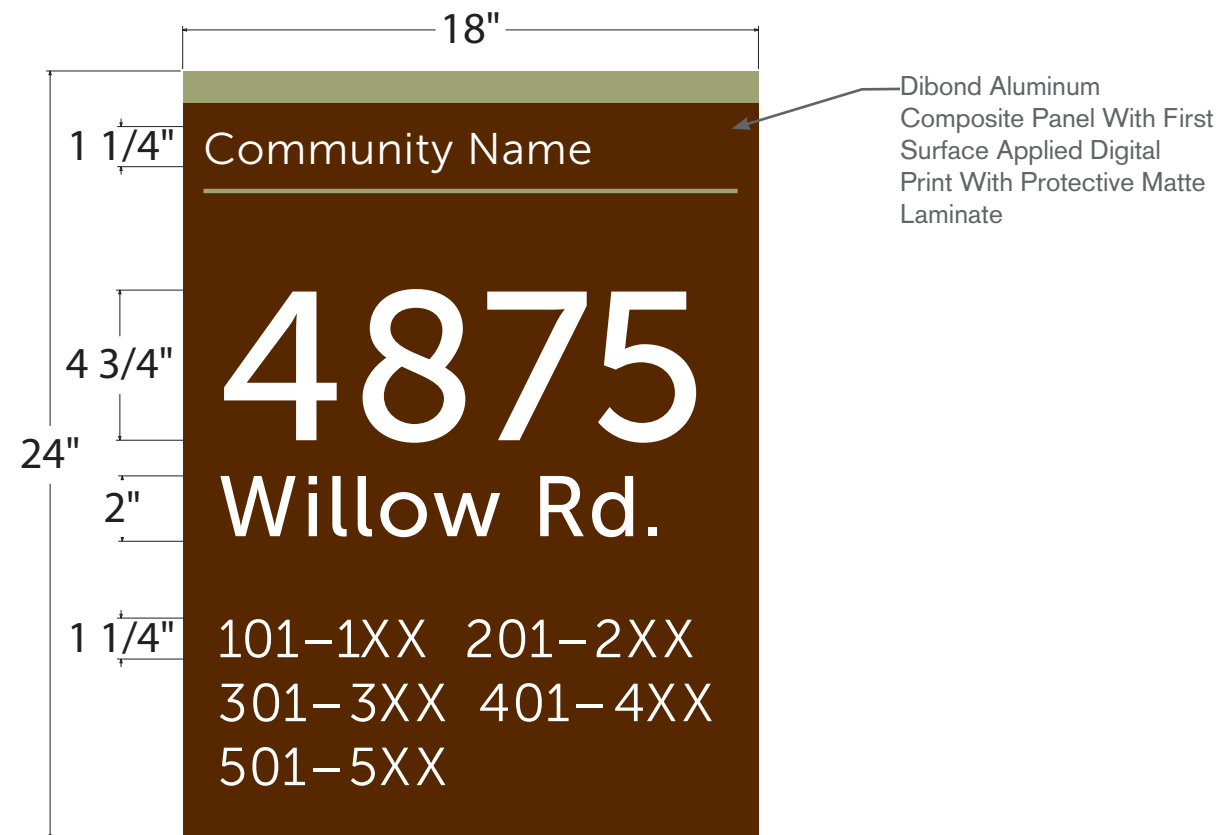 18"
Dibond Aluminum
Composite Panel With First
Surface Applied Digital
Print With Protective Matte
Laminate
1 1/4"
Community Name
4 3/4"
4875
24"
2"
Willow Rd.
1 1/4"
101–1XX 201–2XX
301–3XX 401–4XX
501–5XX